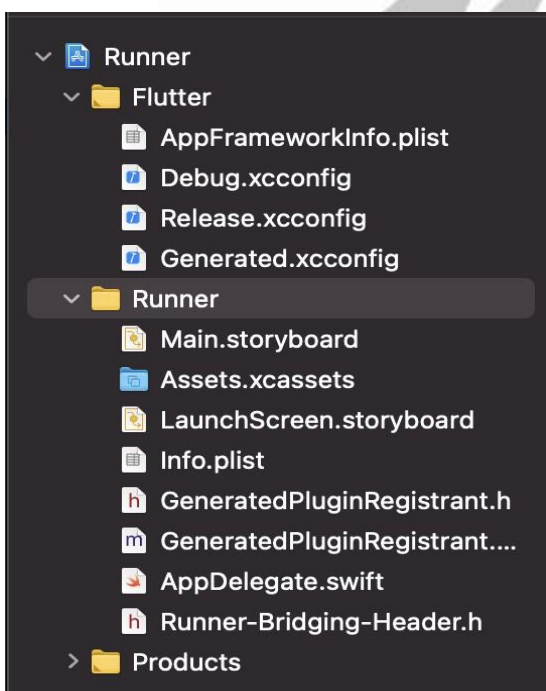 Runner
Flutter
AppFrameworkInfo.plist
Debug.xcconfig
Release.xcconfig
Generated.xcconfig
Runner
Main.storyboard
Assets.xcassets
LaunchScreen.storyboard
Info.plist
GeneratedPluginRegistrant.h
GeneratedPluginRegistrant....
AppDelegate.swift
Runner-Bridging-Header.h
Products